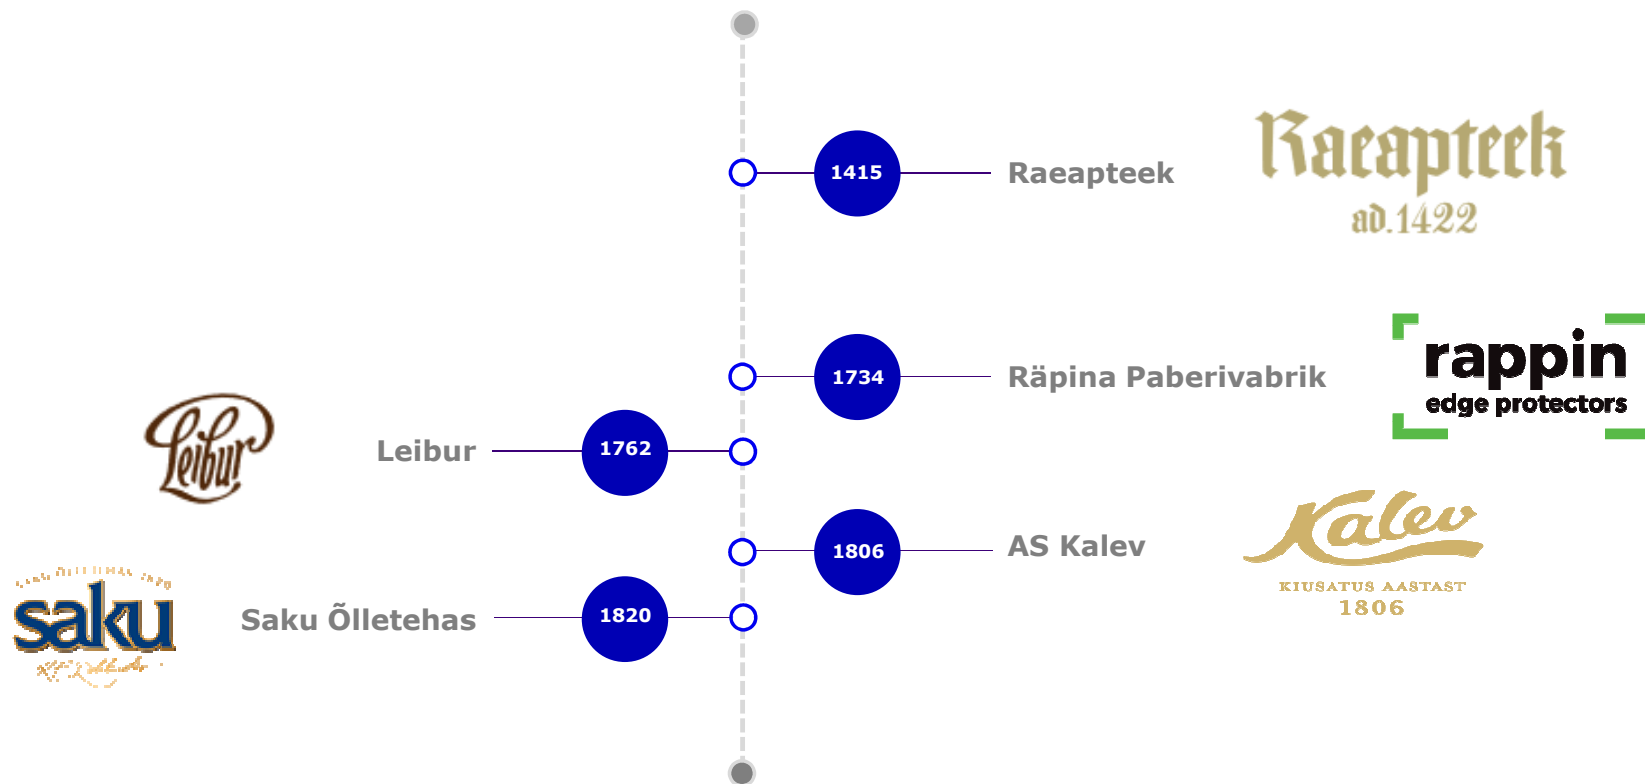 1415
Raeapteek
Raeapteek
ad.1422
1734
Räpina Paberivabrik
rappin
edge protectors
Leibur
Leibur
1762
1806
AS Kalev
Kalev
KIUSATUS AASTAST
1806
saku
Saku Õlletehas
1820